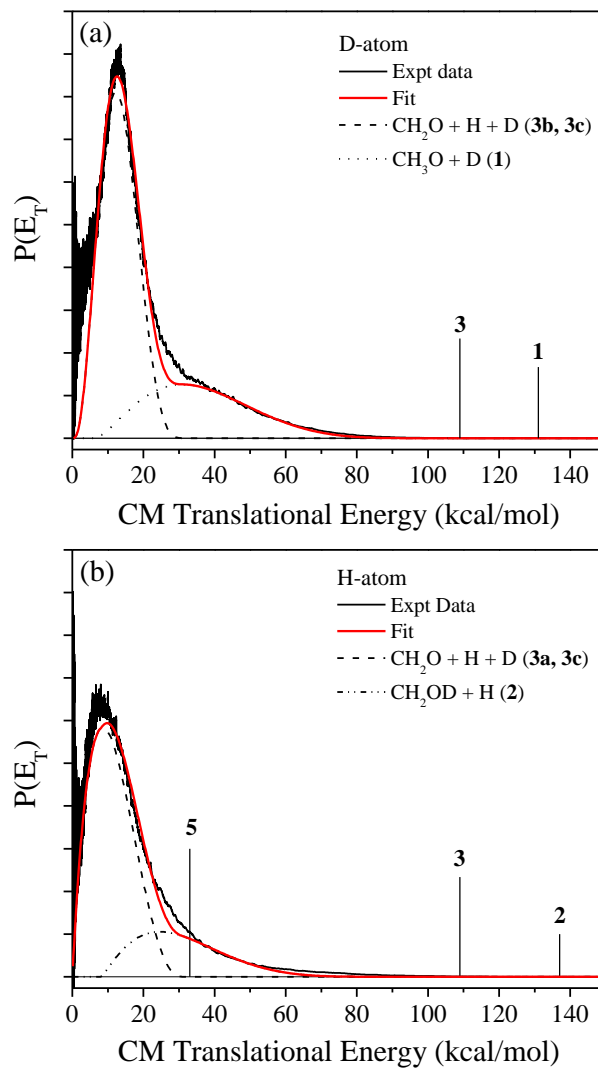 (a)
D-atom
Expt data
Fit
CH₂O + H + D (3b, 3c)
CH₃O + D (1)
P(E_T)
3
1
0 20 40 60 80 100 120 140
CM Translational Energy (kcal/mol)
(b)
H-atom
Expt Data
Fit
CH₂O + H + D (3a, 3c)
CH₂OD + H (2)
P(E_T)
5
3
2
0 20 40 60 80 100 120 140
CM Translational Energy (kcal/mol)